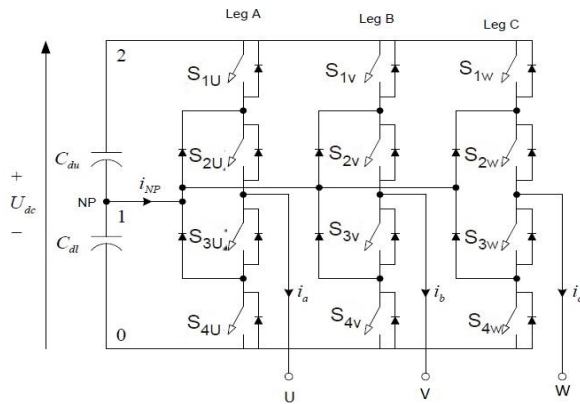 Leg A
Leg B
Leg C
2
S1U
S1v
S1w
Cdu
S2U
S2v
S2w
+
Udc
−
iNP
NP
1
Cdl
S3U
S3v
S3w
ia
ib
S4U
S4v
S4w
0
U
V
W